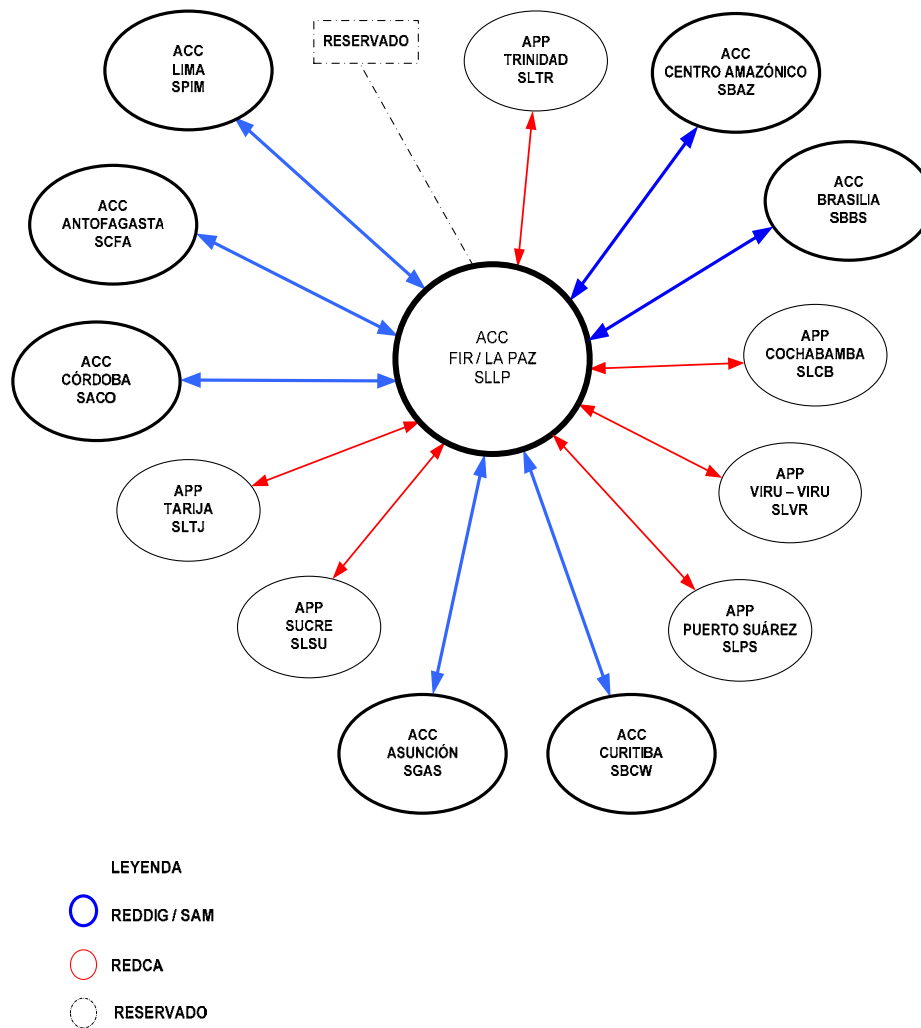 ACC
LIMA
SPIM
RESERVADO
APP
TRINIDAD
SLTR
ACC
CENTRO AMAZÓNICO
SBAZ
ACC
ANTOFAGASTA
SCFA
ACC
BRASILIA
SBBS
ACC
FIR / LA PAZ
SLLP
APP
COCHABAMBA
SLCB
ACC
CÓRDOBA
SACO
APP
VIRU – VIRU
SLVR
APP
TARIJA
SLTJ
APP
SUCRE
SLSU
APP
PUERTO SUÁREZ
SLPS
ACC
ASUNCIÓN
SGAS
ACC
CURITIBA
SBCW
LEYENDA
REDDIG / SAM
REDCA
RESERVADO